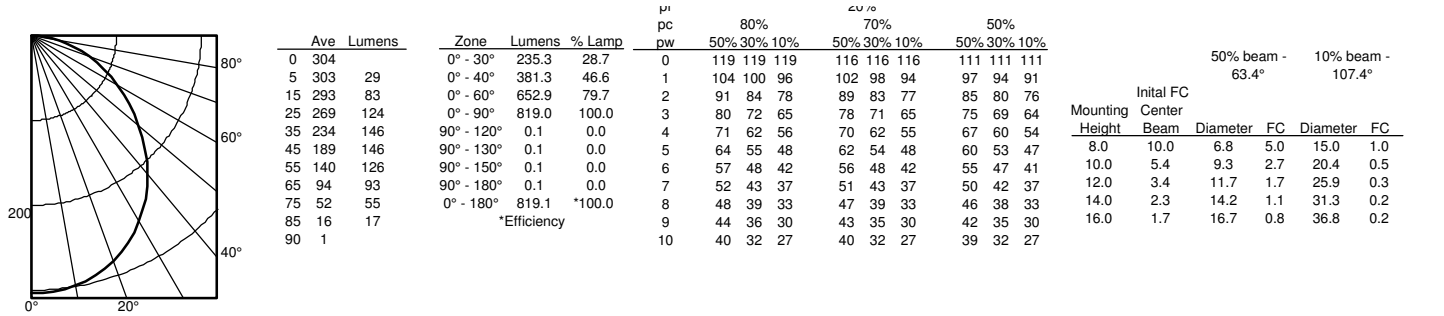 80°
60°
40°
20°
0°
200
Ave Lumens
0 304
5 303 29
15 293 83
25 269 124
35 234 146
45 189 146
55 140 126
65 94 93
75 52 55
85 16 17
90 1
Zone Lumens % Lamp
0° - 30° 235.3 28.7
0° - 40° 381.3 46.6
0° - 60° 652.9 79.7
0° - 90° 819.0 100.0
90° - 120° 0.1 0.0
90° - 130° 0.1 0.0
90° - 150° 0.1 0.0
90° - 180° 0.1 0.0
0° - 180° 819.1 *100.0
*Efficiency
20%
pc 80% 70% 50%
pw 50% 30% 10% 50% 30% 10% 50% 30% 10%
0 119 119 119 116 116 116 111 111 111
1 104 100 96 102 98 94 97 94 91
2 91 84 78 89 83 77 85 80 76
3 80 72 65 78 71 65 75 69 64
4 71 62 56 70 62 55 67 60 54
5 64 55 48 62 54 48 60 53 47
6 57 48 42 56 48 42 55 47 41
7 52 43 37 51 43 37 50 42 37
8 48 39 33 47 39 33 46 38 33
9 44 36 30 43 35 30 42 35 30
10 40 32 27 40 32 27 39 32 27
50% beam - 10% beam -
63.4° 107.4°
Inital FC
Mounting Center
Height Beam Diameter FC Diameter FC
8.0 10.0 6.8 5.0 15.0 1.0
10.0 5.4 9.3 2.7 20.4 0.5
12.0 3.4 11.7 1.7 25.9 0.3
14.0 2.3 14.2 1.1 31.3 0.2
16.0 1.7 16.7 0.8 36.8 0.2